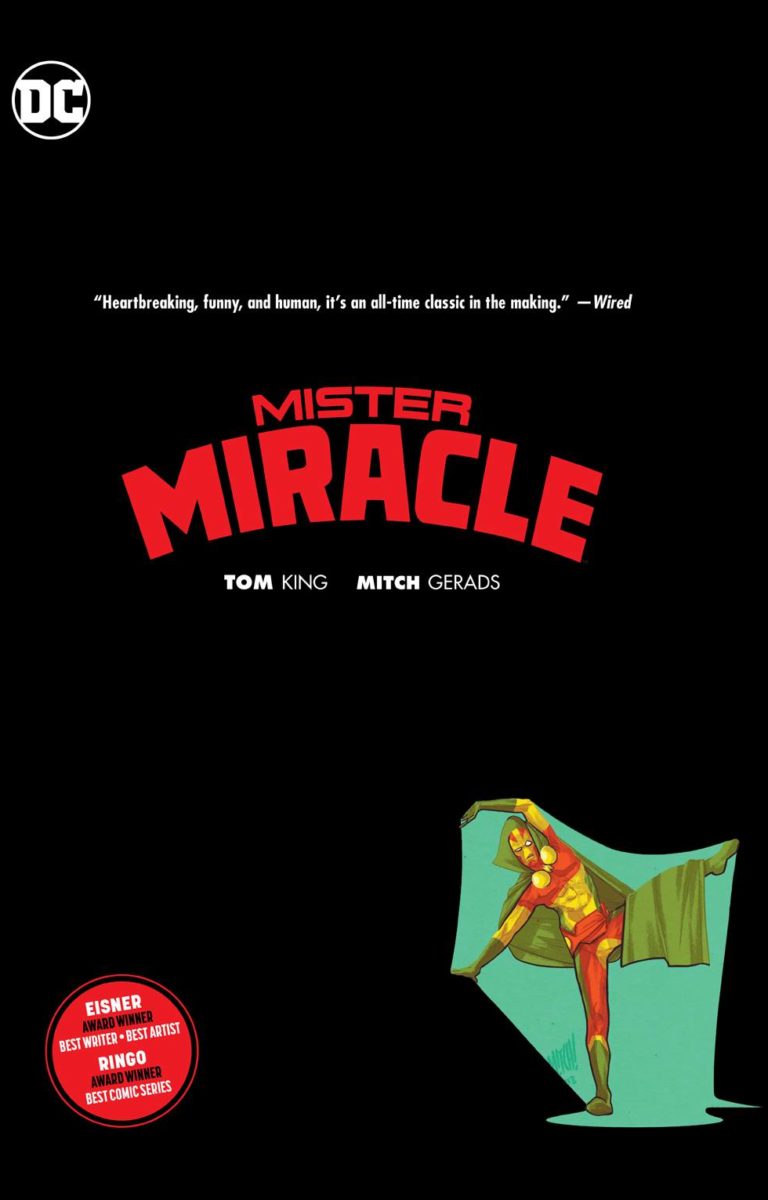 DC
“Heartbreaking, funny, and human, it’s an all-time classic in the making.” —Wired
MISTER
MIRACLE
TOM KING MITCH GERADS
EISNER
AWARD WINNER
BEST WRITER • BEST ARTIST
RINGO
AWARD WINNER
BEST COMIC SERIES